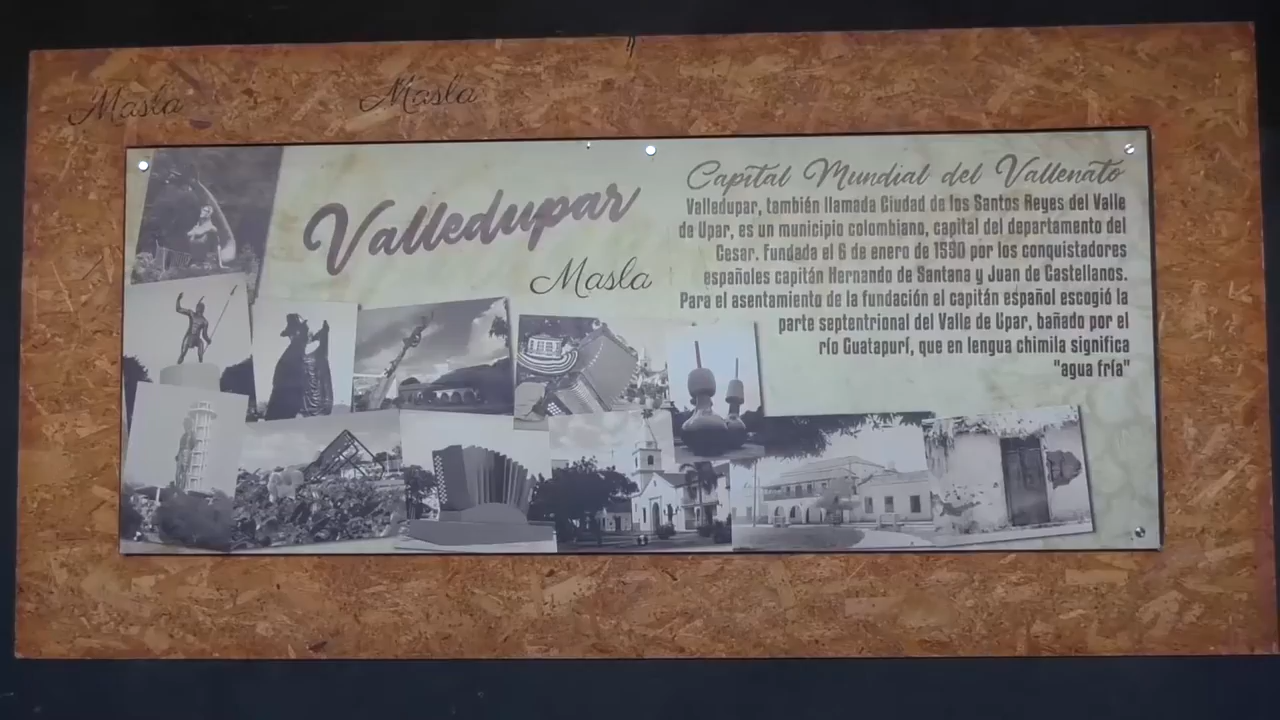 Masla
Masla
Valledupar
Masla
Capital Mundial del Vallenato
Valledupar, también llamada Ciudad de los Santos Reyes del Valle
de Upar, es un municipio colombiano, capital del departamento del
Cesar. Fundada el 6 de enero de 1550 por los conquistadores
españoles capitán Hernando de Santana y Juan de Castellanos.
Para el asentamiento de la fundación el capitán español escogió la
parte septentrional del Valle de Upar, bañado por el
río Guatapurí, que en lengua chimila significa
"agua fría"